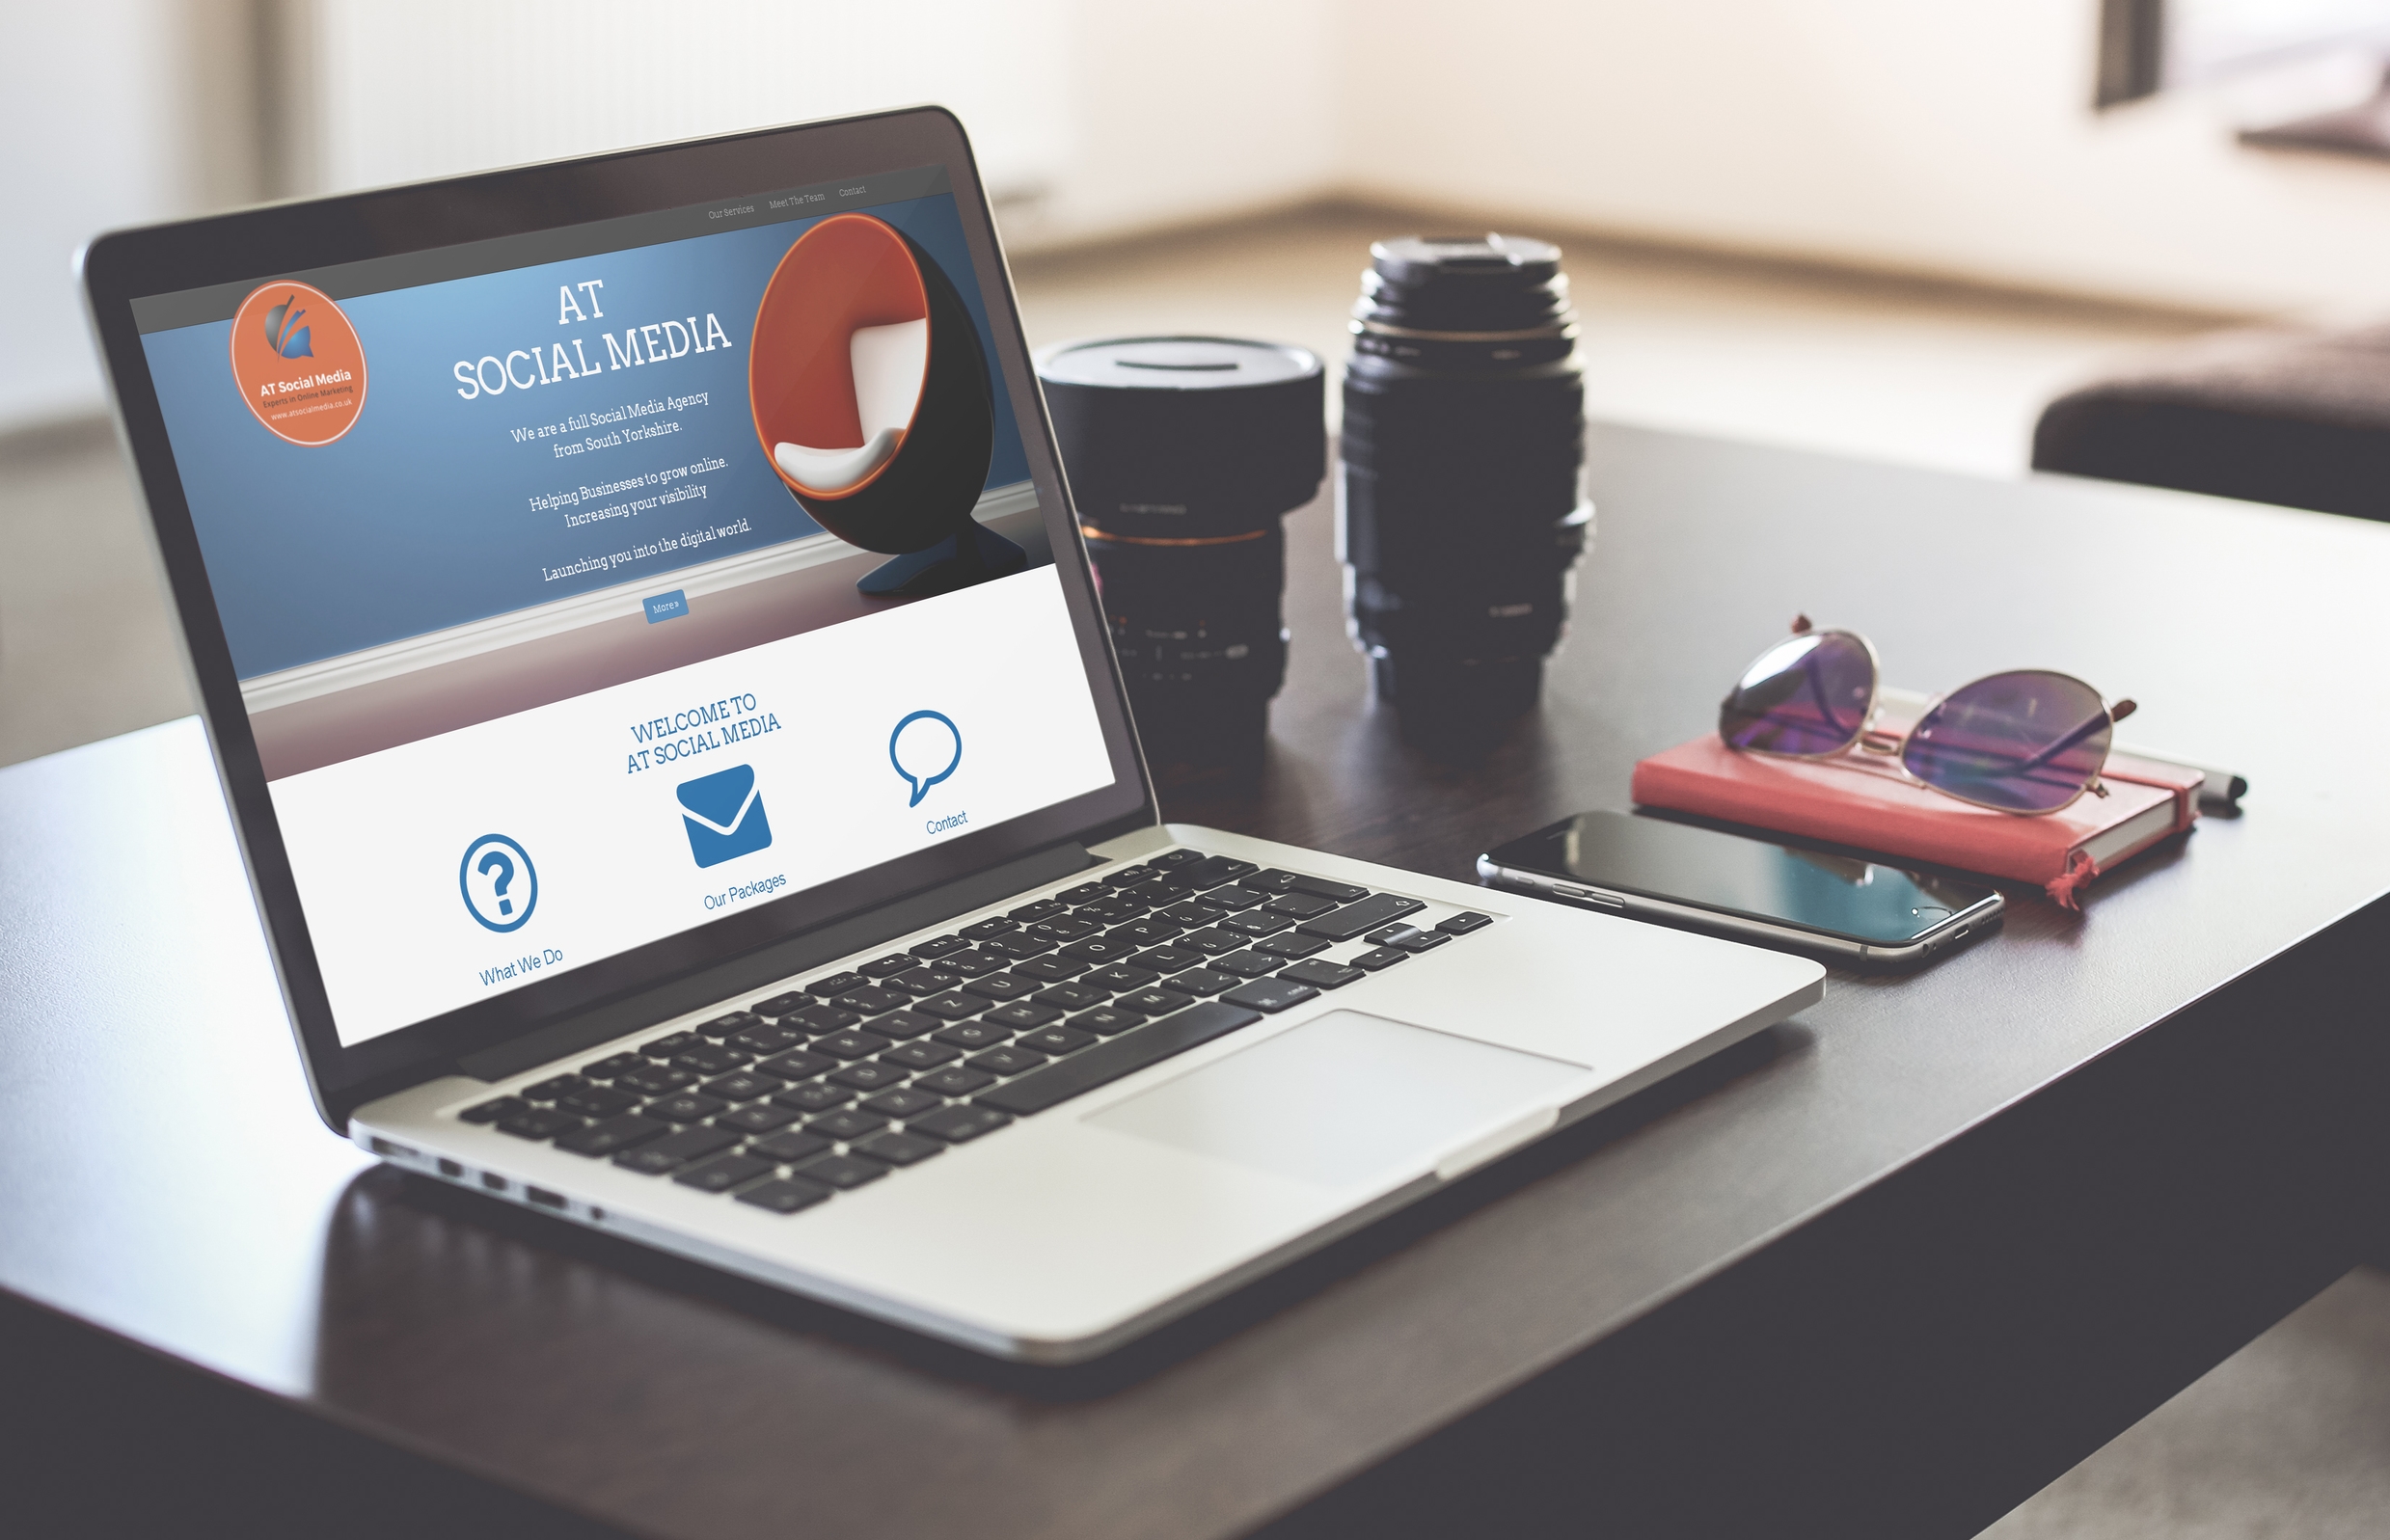 Our Services Meet The Team Contact
AT Social Media
Experts in Online Marketing
www.atsocialmedia.co.uk
AT
SOCIAL MEDIA
We are a full Social Media Agency
from South Yorkshire.
Helping Businesses to grow online.
Increasing your visibility
Launching you into the digital world.
More »
WELCOME TO
AT SOCIAL MEDIA
What We Do
Our Packages
Contact